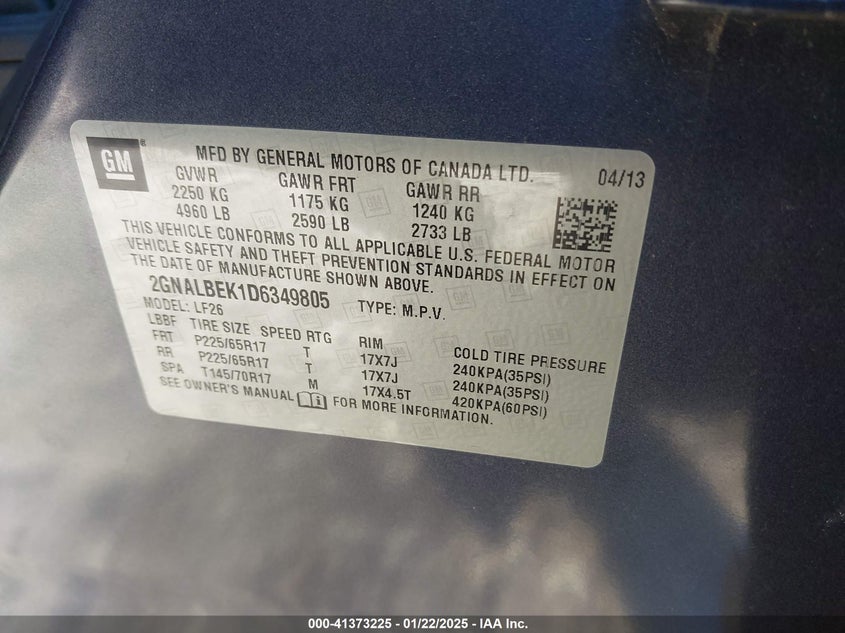 GM
MFD BY GENERAL MOTORS OF CANADA LTD. 04/13
GVWR GAWR FRT GAWR RR
2250 KG 1175 KG 1240 KG
4960 LB 2590 LB 2733 LB
THIS VEHICLE CONFORMS TO ALL APPLICABLE U.S. FEDERAL MOTOR
VEHICLE SAFETY AND THEFT PREVENTION STANDARDS IN EFFECT ON
THE DATE OF MANUFACTURE SHOWN ABOVE.
2GNALBEK1D6349805 TYPE: M.P.V.
MODEL: LF26
LBBF TIRE SIZE SPEED RTG RIM COLD TIRE PRESSURE
FRT P225/65R17 T 17X7J 240KPA(35PSI)
RR P225/65R17 T 17X7J 240KPA(35PSI)
SPA T145/70R17 M 17X4.5T 420KPA(60PSI)
SEE OWNER'S MANUAL FOR MORE INFORMATION.
000-41373225 - 01/22/2025 - IAA Inc.